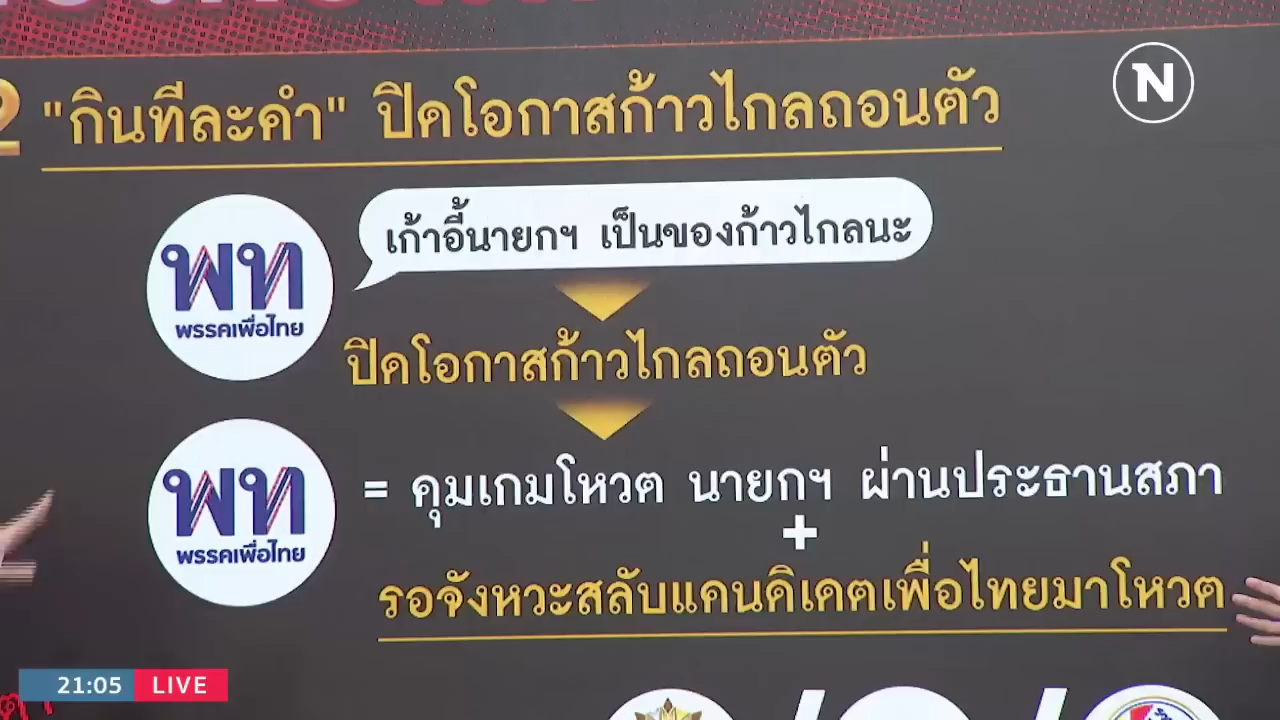 2 "กินทีละคำ" ปิดโอกาสก้าวไกลถอนตัว
N
เก้าอี้นายกฯ เป็นของก้าวไกลนะ
พท
พรรคเพื่อไทย
ปิดโอกาสก้าวไกลถอนตัว
พท
พรรคเพื่อไทย
= คุมเกมโหวต นายกฯ ผ่านประธานสภา
+
รอจังหวะสลับแคนดิเดตเพื่อไทยมาโหวต
21:05 LIVE